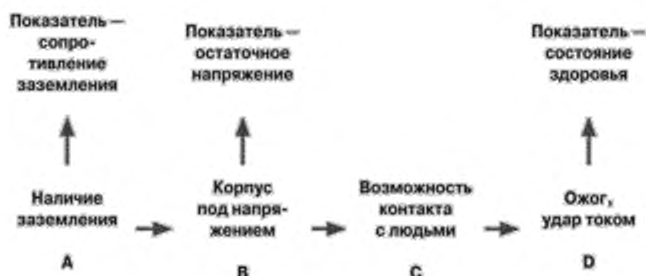 Показатель —
сопро-
тивление
заземления
Показатель —
остаточное
напряжение
Показатель —
состояние
здоровья
Наличие
заземления
Корпус
под напря-
жением
Возможность
контакта
с людьми
Ожог,
удар током
A
B
C
D